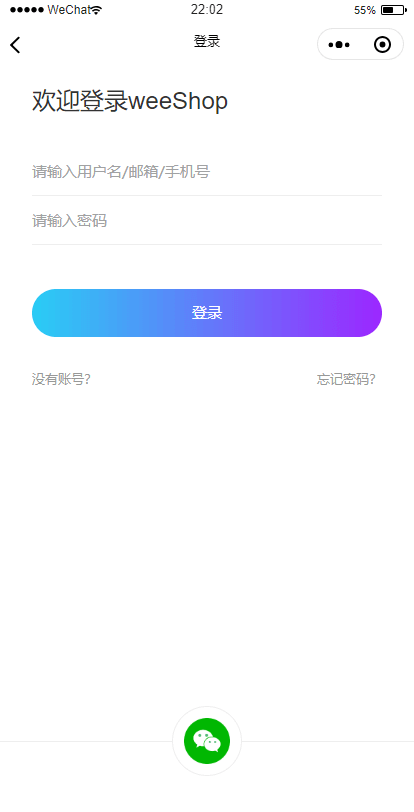 ●●●●● WeChat 22:02 55%
登录
欢迎登录weeShop
请输入用户名/邮箱/手机号
请输入密码
登录
没有账号? 忘记密码?